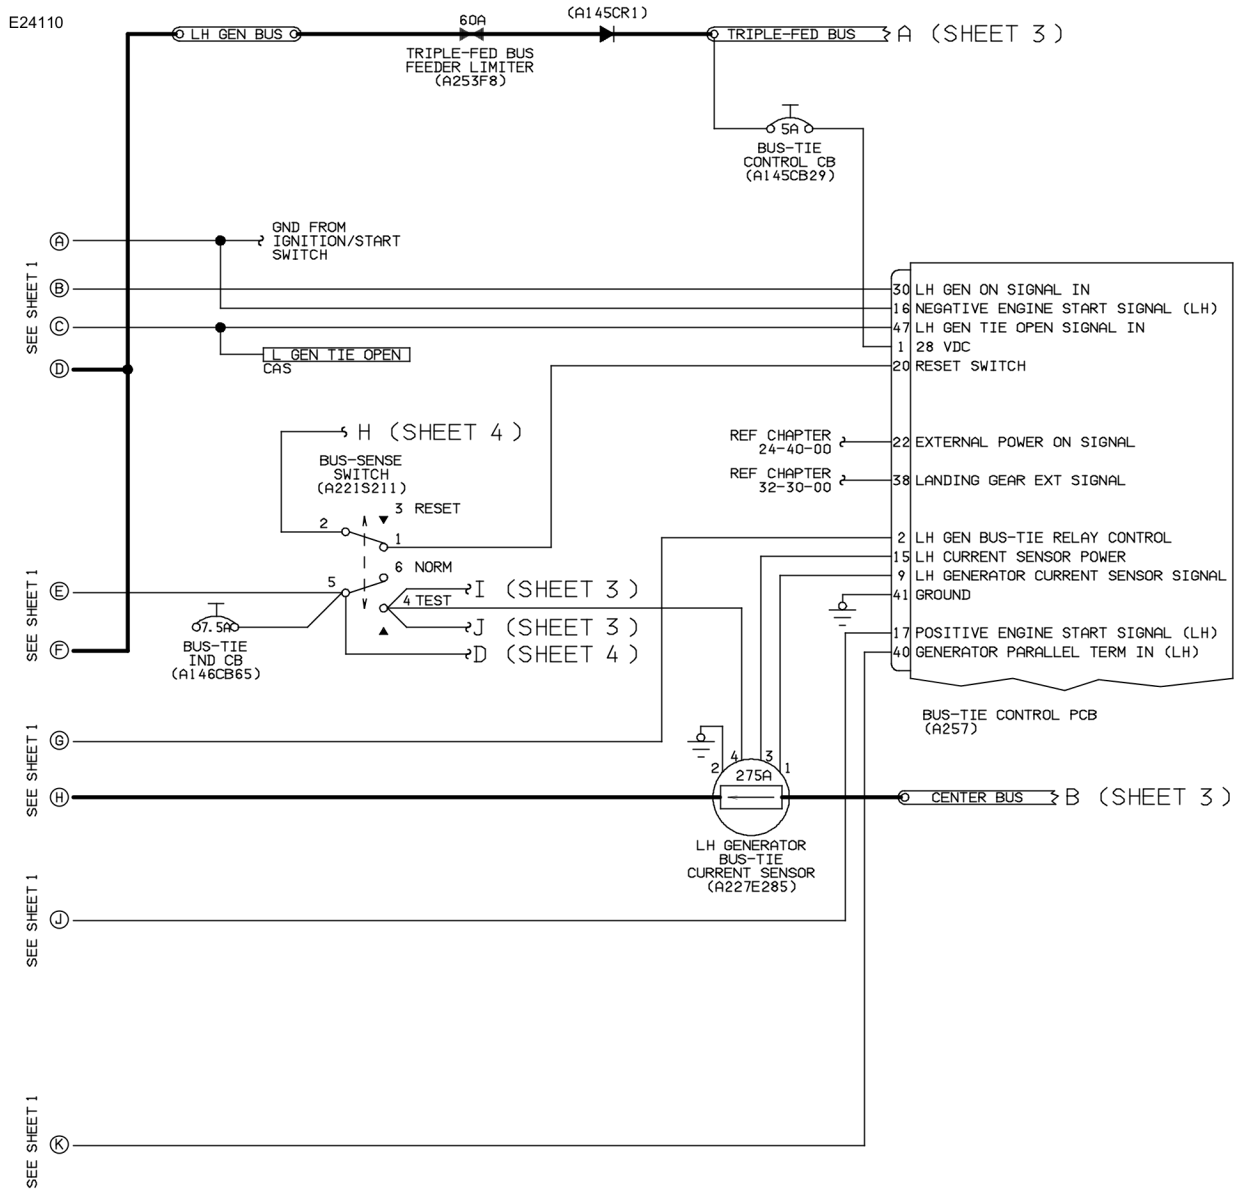 E24110
LH GEN BUS
60A
(A145CR1)
TRIPLE-FED BUS
A (SHEET 3)
TRIPLE-FED BUS
FEEDER LIMITER
(A253F8)
5A
BUS-TIE
CONTROL CB
(A145CB29)
SEE SHEET 1
A
GND FROM
IGNITION/START
SWITCH
B
30 LH GEN ON SIGNAL IN
16 NEGATIVE ENGINE START SIGNAL (LH)
C
47 LH GEN TIE OPEN SIGNAL IN
1 28 VDC
L GEN TIE OPEN
CAS
D
20 RESET SWITCH
H (SHEET 4)
REF CHAPTER
24-40-00
22 EXTERNAL POWER ON SIGNAL
BUS-SENSE
SWITCH
(A221S211)
REF CHAPTER
32-30-00
38 LANDING GEAR EXT SIGNAL
3 RESET
2
1
2 LH GEN BUS-TIE RELAY CONTROL
15 LH CURRENT SENSOR POWER
6 NORM
9 LH GENERATOR CURRENT SENSOR SIGNAL
SEE SHEET 1
E
5
I (SHEET 3)
4 TEST
41 GROUND
7.5A
J (SHEET 3)
17 POSITIVE ENGINE START SIGNAL (LH)
BUS-TIE
IND CB
(A146CB65)
F
D (SHEET 4)
40 GENERATOR PARALLEL TERM IN (LH)
BUS-TIE CONTROL PCB
(A257)
SEE SHEET 1
G
2
4
3
1
275A
H
CENTER BUS
B (SHEET 3)
LH GENERATOR
BUS-TIE
CURRENT SENSOR
(A227E285)
SEE SHEET 1
J
SEE SHEET 1
K